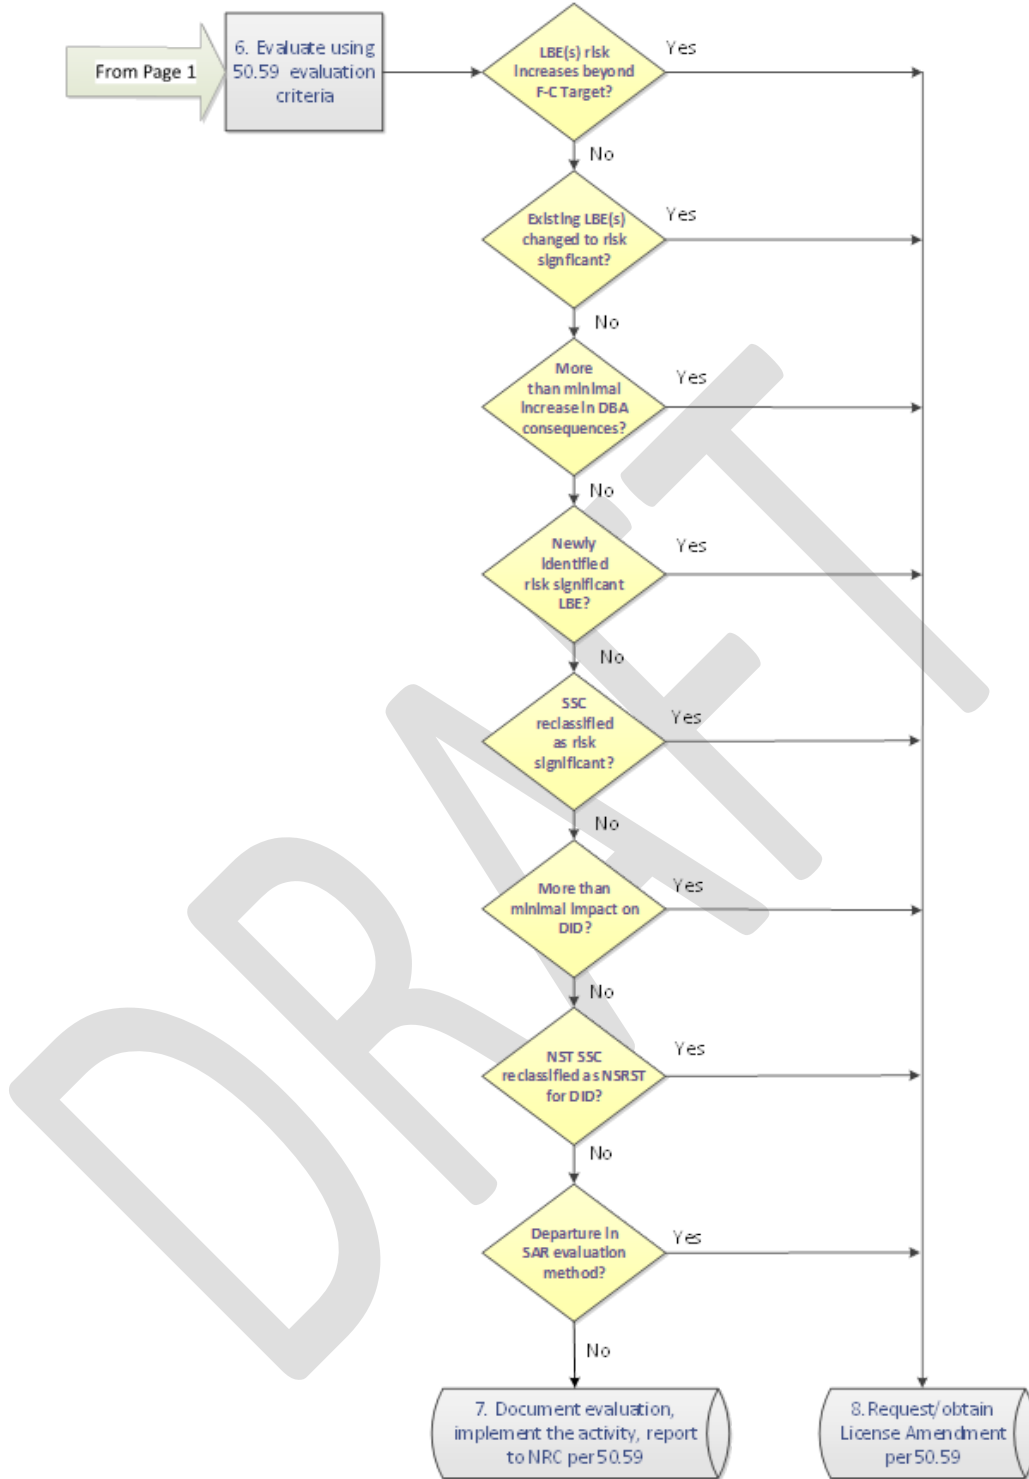 From Page 1
6. Evaluate using
50.59 evaluation
criteria
LBE(s) risk
increases beyond
F-C Target?
Yes
No
Existing LBE(s)
changed to risk
signficant?
Yes
No
More
than minimal
increase in DBA
consequences?
Yes
No
Newly
identified
risk significant
LBE?
Yes
No
SSC
reclassified
as risk
significant?
Yes
No
More than
minimal impact on
DID?
Yes
No
NST SSC
reclassified as NSRST
for DID?
Yes
No
Departure in
SAR evaluation
method?
Yes
No
7. Document evaluation,
implement the activity, report
to NRC per 50.59
8. Request/obtain
License Amendment
per 50.59
DRAFT